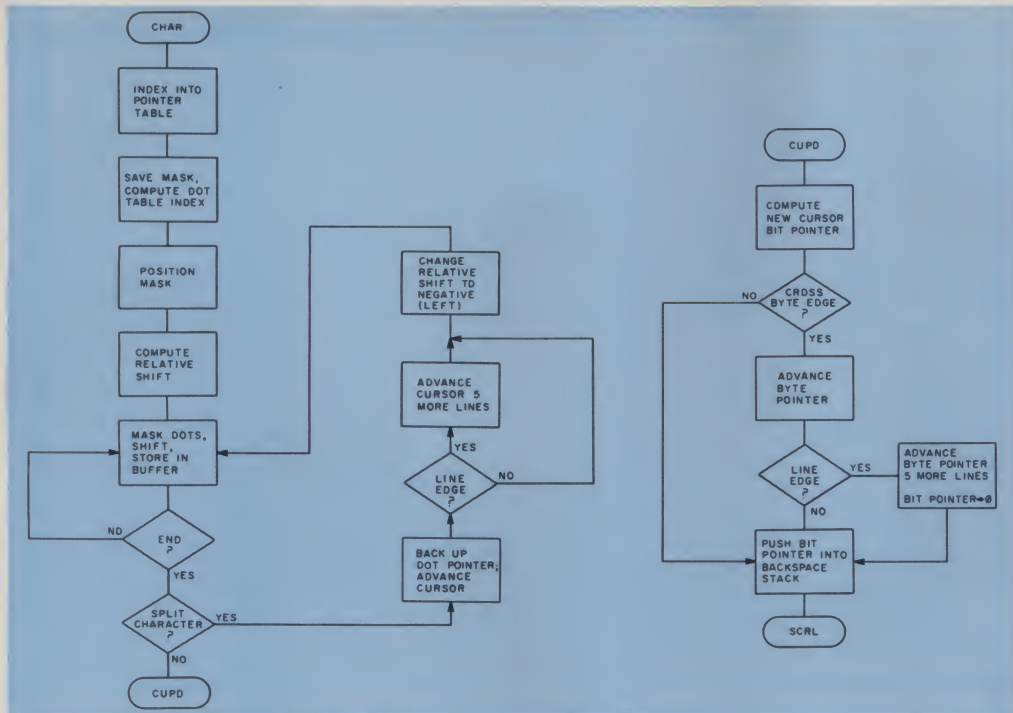 CHAR
INDEX INTO
POINTER
TABLE
SAVE MASK,
COMPUTE DOT
TABLE INDEX
POSITION
MASK
COMPUTE
RELATIVE
SHIFT
MASK DOTS,
SHIFT,
STORE IN
BUFFER
NO
END
?
YES
SPLIT
CHARACTER
?
YES
NO
CUPD
CHANGE
RELATIVE
SHIFT TO
NEGATIVE
(LEFT)
ADVANCE
CURSOR 5
MORE LINES
YES
LINE
EDGE
?
NO
BACK UP
DOT POINTER;
ADVANCE
CURSOR
CUPD
COMPUTE
NEW CURSOR
BIT POINTER
NO
CROSS
BYTE EDGE
?
YES
ADVANCE
BYTE
POINTER
LINE
EDGE
?
YES
NO
ADVANCE
BYTE POINTER
5 MORE LINES
BIT POINTER←0
PUSH BIT
POINTER INTO
BACKSPACE
STACK
SCRL